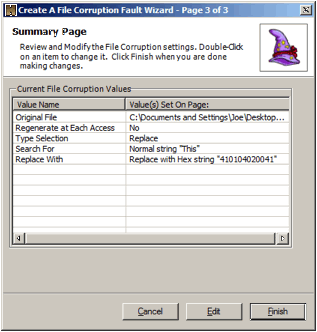 Create A File Corruption Fault Wizard - Page 3 of 3
Summary Page
Review and Modify the File Corruption settings. Double-Click
on an item to change it. Click Finish when you are done
making changes.
Current File Corruption Values
Value Name Value(s) Set On Page:
Original File C:\Documents and Settings\Joe\Desktop...
Regenerate at Each Access No
Type Selection Replace
Search For Normal string "This"
Replace With Replace with Hex string "410104020041"
Cancel Edit Finish